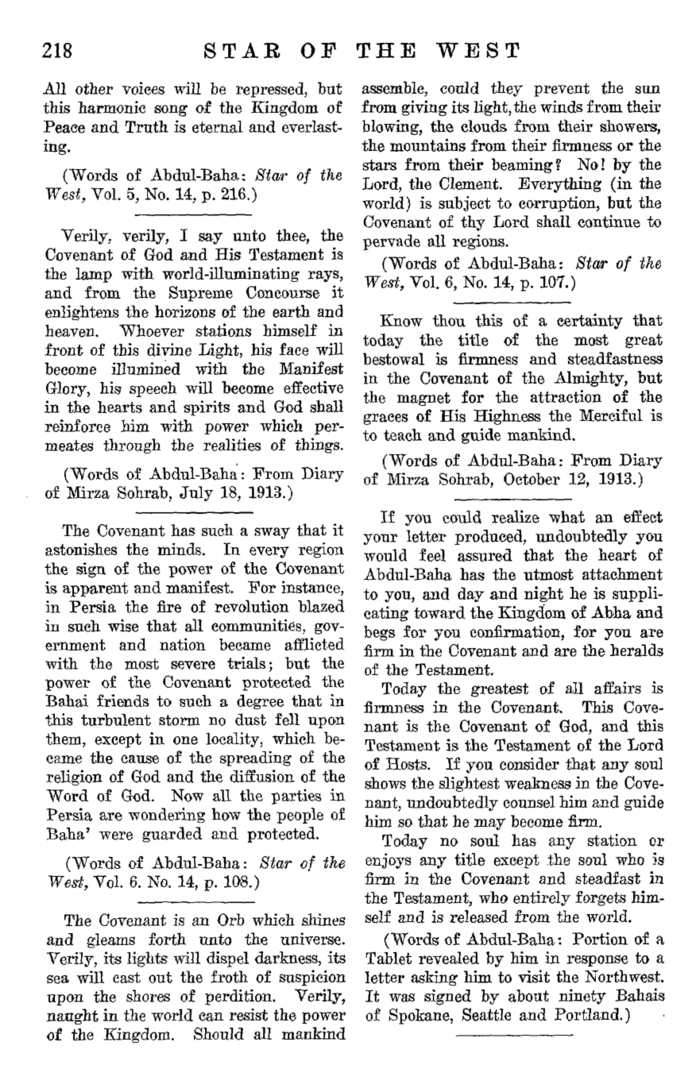 218 STAR OF THE WEST
All other voices will be repressed, but
this harmonic song of the Kingdom of
Peace and Truth is eternal and everlast-
ing.
(Words of Abdul-Baha: Star of the
West, Vol. 5, No. 14, p. 216.)
Verily, verily, I say unto thee, the
Covenant of God and His Testament is
the lamp with world-illuminating rays,
and from the Supreme Concourse it
enlightens the horizons of the earth and
heaven. Whoever stations himself in
front of this divine Light, his face will
become illumined with the Manifest
Glory, his speech will become effective
in the hearts and spirits and God shall
reinforce him with power which per-
meates through the realities of things.
(Words of Abdul-Baha: From Diary
of Mirza Sohrab, July 18, 1913.)
The Covenant has such a sway that it
astonishes the minds. In every region
the sign of the power of the Covenant
is apparent and manifest. For instance,
in Persia the fire of revolution blazed
in such wise that all communities, gov-
ernment and nation became afflicted
with the most severe trials; but the
power of the Covenant protected the
Bahai friends to such a degree that in
this turbulent storm no dust fell upon
them, except in one locality, which be-
came the cause of the spreading of the
religion of God and the diffusion of the
Word of God. Now all the parties in
Persia are wondering how the people of
Baha' were guarded and protected.
(Words of Abdul-Baha: Star of the
West, Vol. 6. No. 14, p. 108.)
The Covenant is an Orb which shines
and gleams forth unto the universe.
Verily, its lights will dispel darkness, its
sea will cast out the froth of suspicion
upon the shores of perdition. Verily,
naught in the world can resist the power
of the Kingdom. Should all mankind
assemble, could they prevent the sun
from giving its light, the winds from their
blowing, the clouds from their showers,
the mountains from their firmness or the
stars from their beaming? No! by the
Lord, the Clement. Everything (in the
world) is subject to corruption, but the
Covenant of thy Lord shall continue to
pervade all regions.
(Words of Abdul-Baha: Star of the
West, Vol. 6, No. 14, p. 107.)
Know thou this of a certainty that
today the title of the most great
bestowal is firmness and steadfastness
in the Covenant of the Almighty, but
the magnet for the attraction of the
graces of His Highness the Merciful is
to teach and guide mankind.
(Words of Abdul-Baha: From Diary
of Mirza Sohrab, October 12, 1913.)
If you could realize what an effect
your letter produced, undoubtedly you
would feel assured that the heart of
Abdul-Baha has the utmost attachment
to you, and day and night he is suppli-
cating toward the Kingdom of Abha and
begs for you confirmation, for you are
firm in the Covenant and are the heralds
of the Testament.
Today the greatest of all affairs is
firmness in the Covenant. This Cove-
nant is the Covenant of God, and this
Testament is the Testament of the Lord
of Hosts. If you consider that any soul
shows the slightest weakness in the Cove-
nant, undoubtedly counsel him and guide
him so that he may become firm.
Today no soul has any station or
enjoys any title except the soul who is
firm in the Covenant and steadfast in
the Testament, who entirely forgets him-
self and is released from the world.
(Words of Abdul-Baha: Portion of a
Tablet revealed by him in response to a
letter asking him to visit the Northwest.
It was signed by about ninety Bahais
of Spokane, Seattle and Portland.)